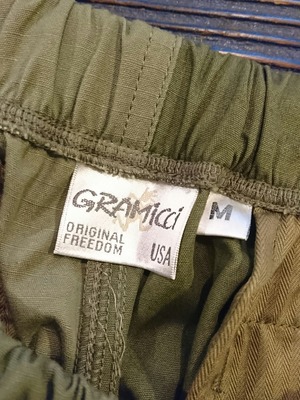 GRAMicci
ORIGINAL
FREEDOM
USA
M